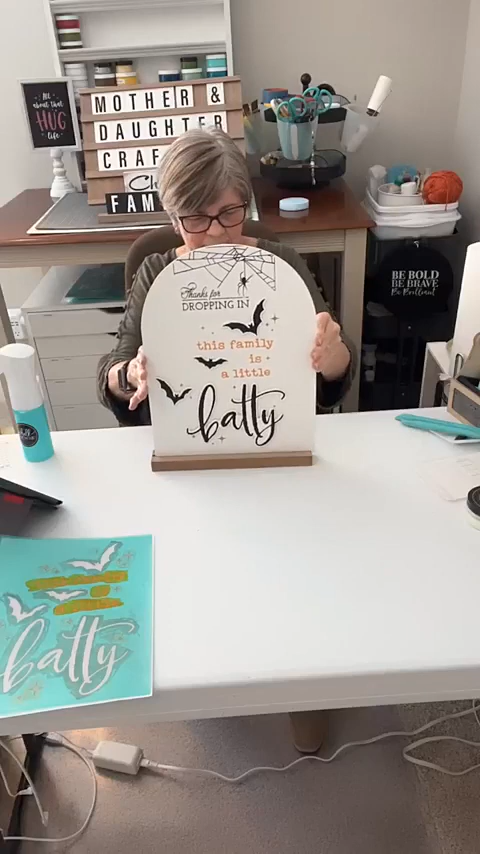 All
about that
HUG
life.
MOTHER &
DAUGHTER
CRAF
FAM
BE BOLD
BE BRAVE
Be Brilliant
Thanks for
DROPPING IN
this family
is
a little
batty
batty